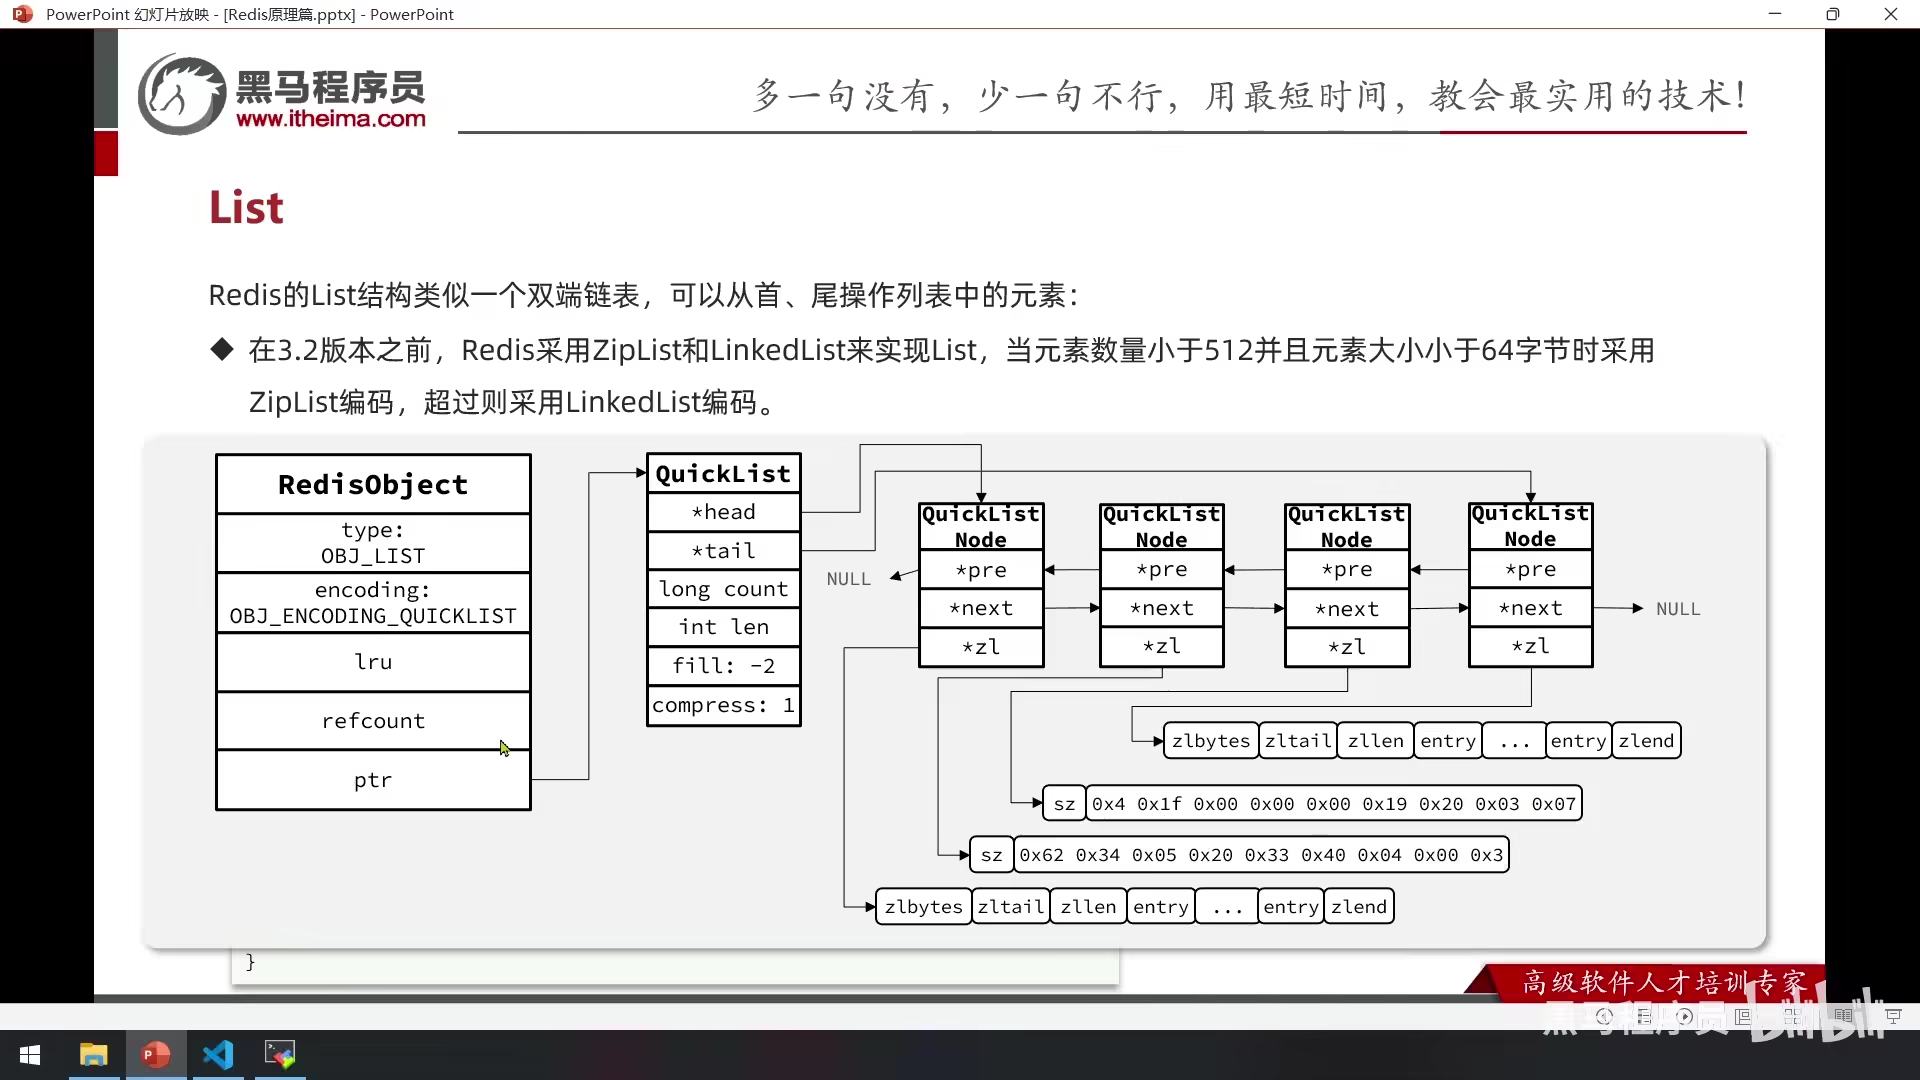 PowerPoint 幻灯片放映 - [Redis原理篇.pptx] - PowerPoint
黑马程序员
www.itheima.com
多一句没有，少一句不行，用最短时间，教会最实用的技术！
List
Redis的List结构类似一个双端链表，可以从首、尾操作列表中的元素：
◆ 在3.2版本之前，Redis采用ZipList和LinkedList来实现List，当元素数量小于512并且元素大小小于64字节时采用
ZipList编码，超过则采用LinkedList编码。
RedisObject
type:
OBJ_LIST
encoding:
OBJ_ENCODING_QUICKLIST
lru
refcount
ptr
QuickList
*head
*tail
long count
int len
fill: -2
compress: 1
NULL
QuickList
Node
*pre
*next
*zl
QuickList
Node
*pre
*next
*zl
QuickList
Node
*pre
*next
*zl
QuickList
Node
*pre
*next
*zl
NULL
zlbytes zltail zllen entry ... entry zlend
sz 0x4 0x1f 0x00 0x00 0x00 0x19 0x20 0x03 0x07
sz 0x62 0x34 0x05 0x20 0x33 0x40 0x04 0x00 0x3
zlbytes zltail zllen entry ... entry zlend
}
高级软件人才培训专家
黑马程序员 bilibili